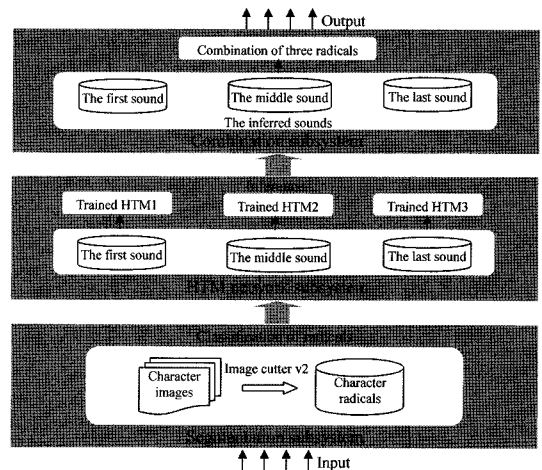 Output
Combination of three radicals
The first sound
The middle sound
The last sound
The inferred sounds
Combination subsystem
Trained HTM1
Trained HTM2
Trained HTM3
The first sound
The middle sound
The last sound
HTM network subsystem
Classification of radicals
Image cutter v2
Character
images
Character
radicals
Segmentation subsystem
Input